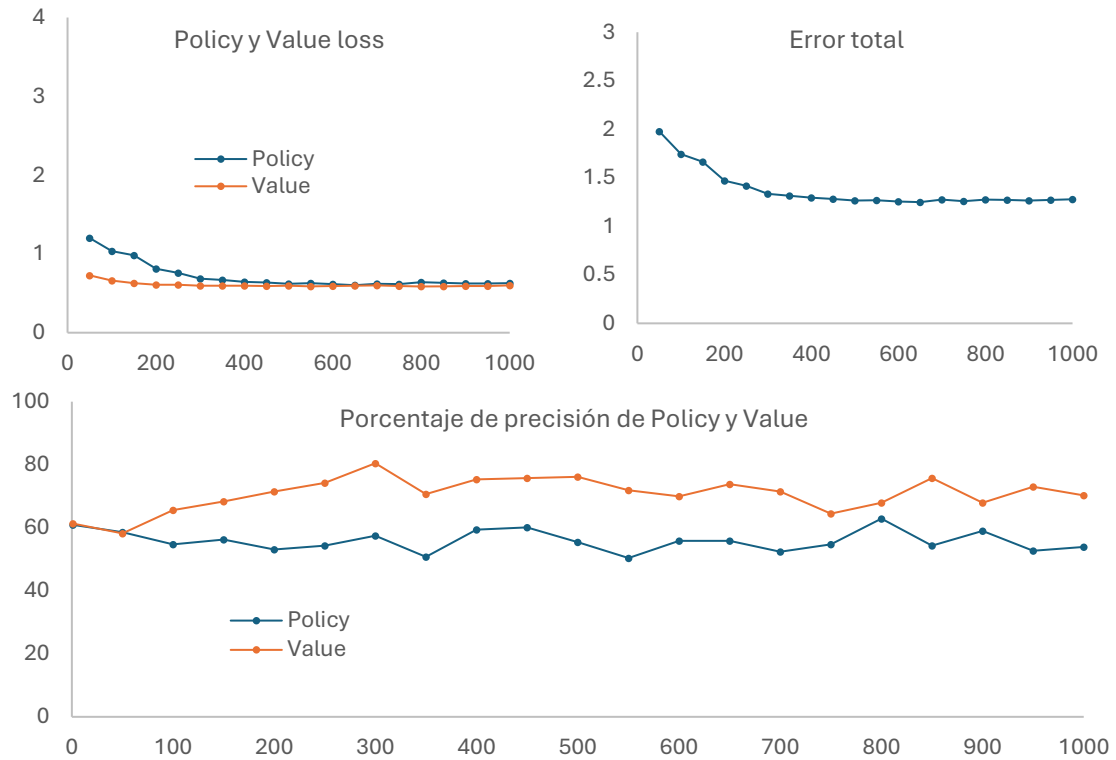 Policy y Value loss
4
3
2
1
0
0 200 400 600 800 1000
Policy
Value
Error total
3
2.5
2
1.5
1
0.5
0
0 200 400 600 800 1000
Porcentaje de precisión de Policy y Value
100
80
60
40
20
0
0 100 200 300 400 500 600 700 800 900 1000
Policy
Value